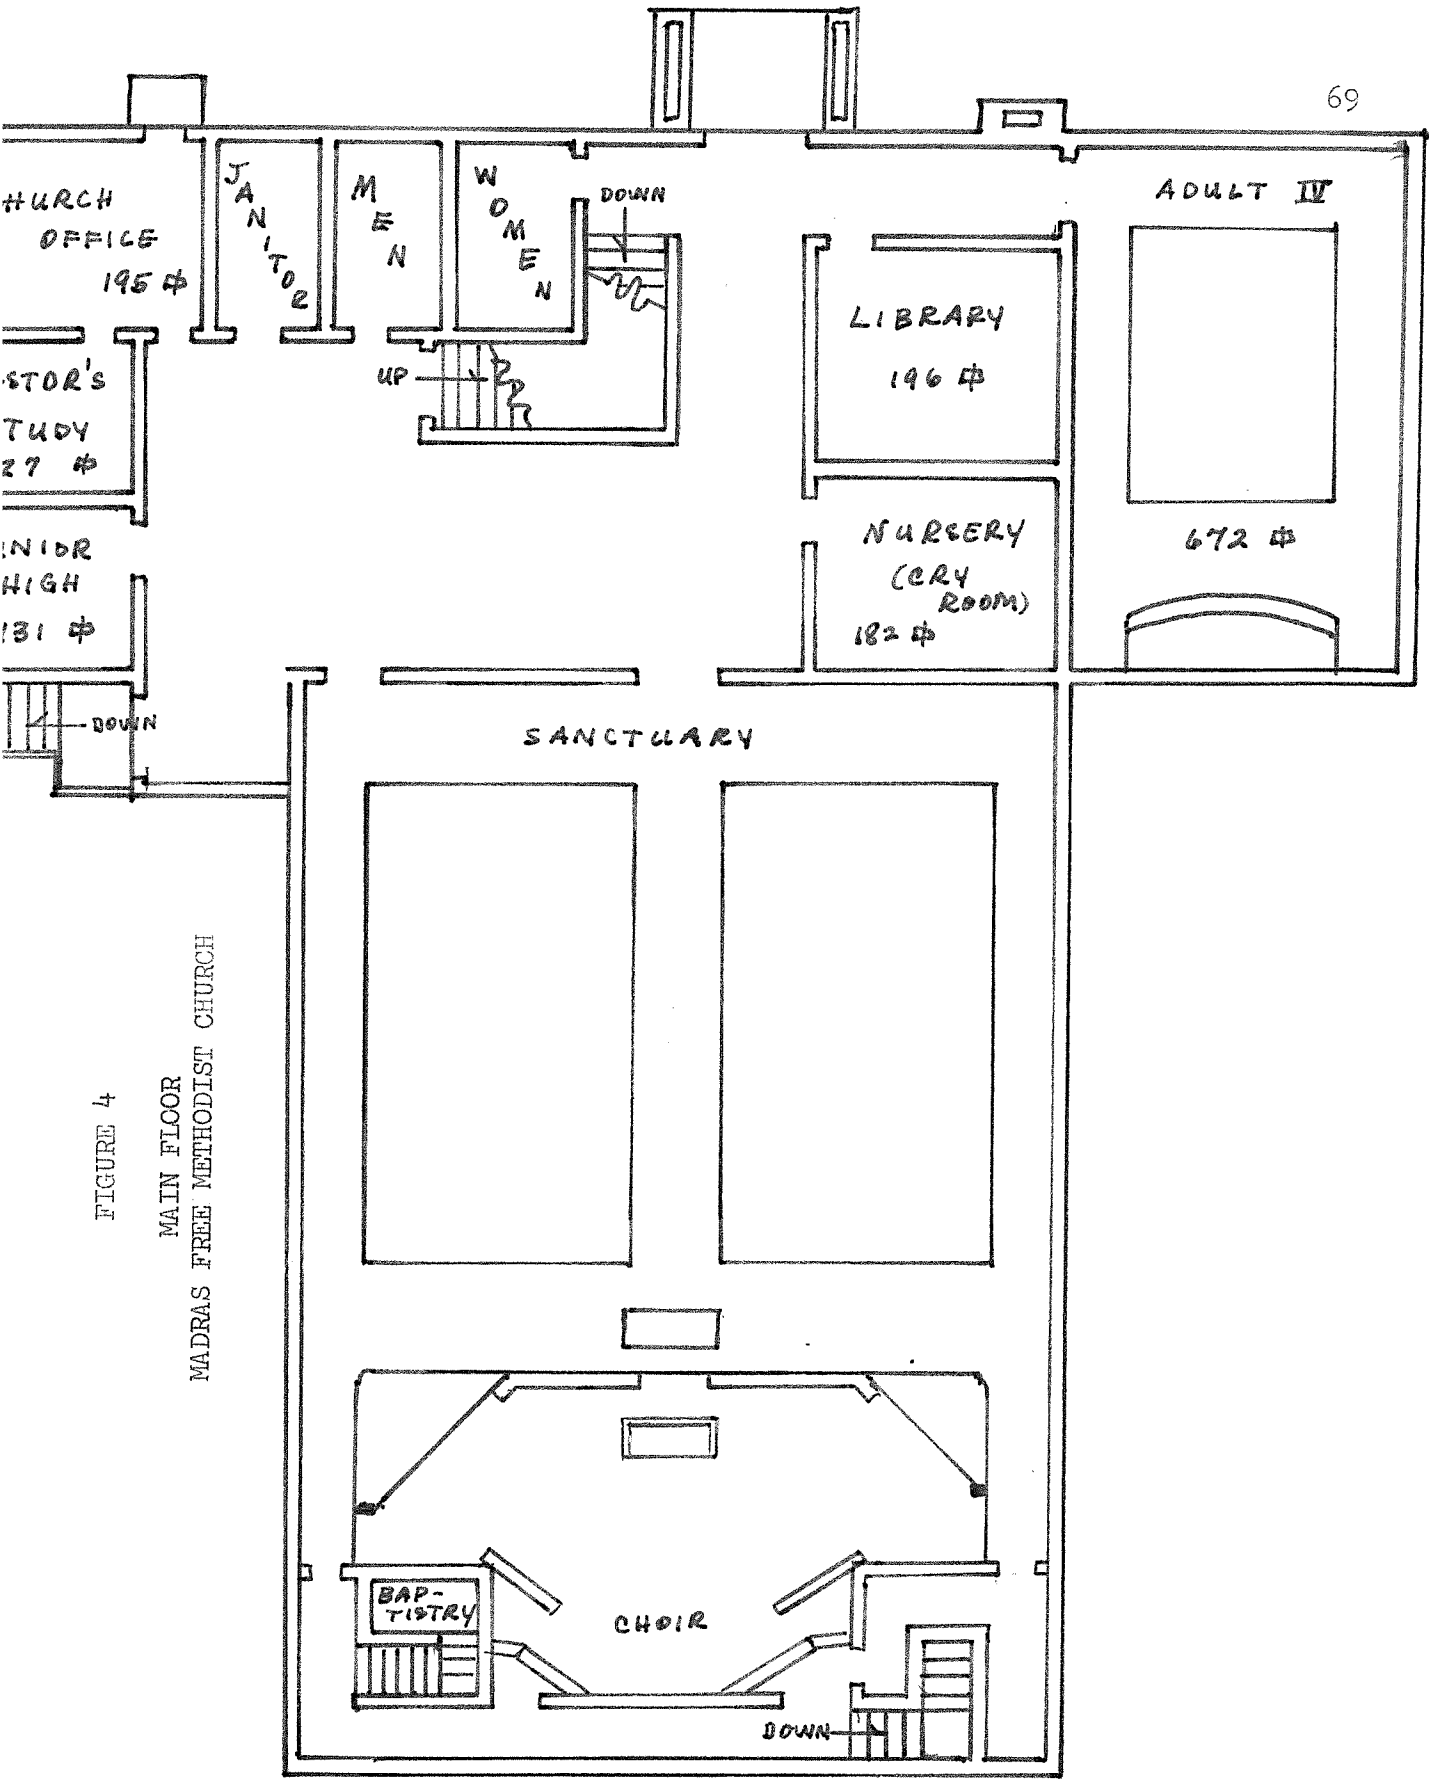 69
HURCH
OFFICE
195 ⌗
JANITOR
MEN
WOMEN
DOWN
ADULT IV
LIBRARY
196 ⌗
UP
STOR'S
TUDY
27 ⌗
NURSERY
(CRY
ROOM)
182 ⌗
672 ⌗
NIOR
HIGH
131 ⌗
DOWN
SANCTUARY
FIGURE 4
MAIN FLOOR
MADRAS FREE METHODIST CHURCH
BAP-
TISTRY
CHOIR
DOWN